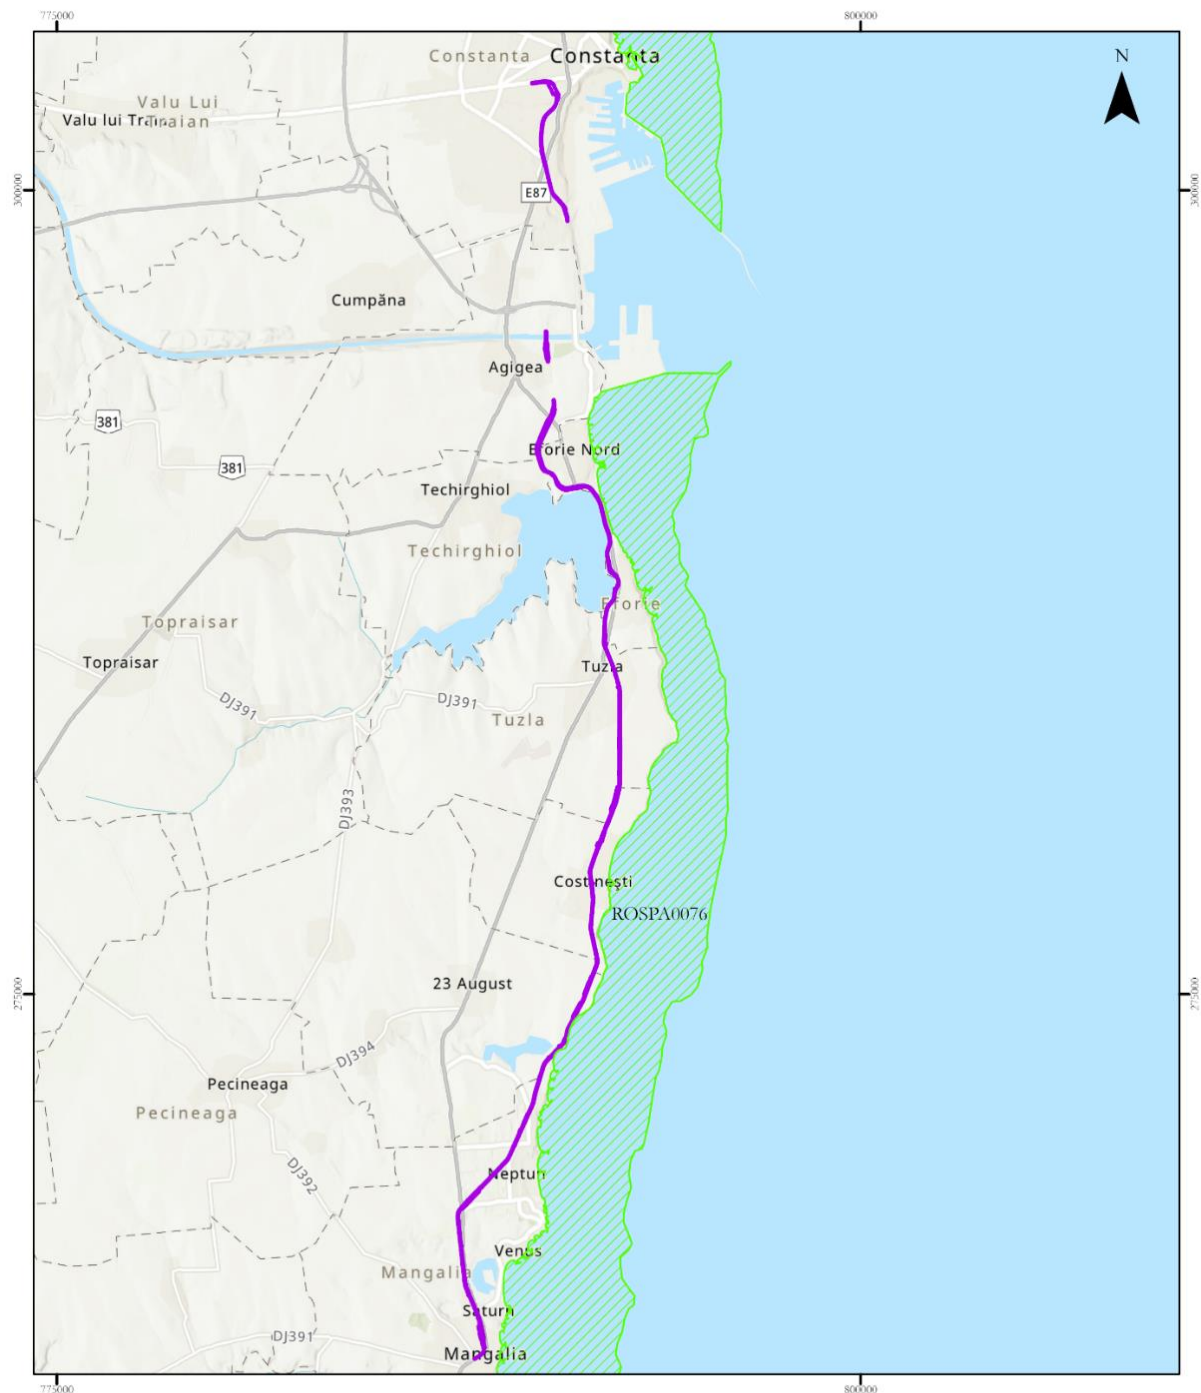 775000
800000
N
Constanta
Constanta
Valu Lui
Traian
Valu lui Traian
300000
300000
E87
Cumpăna
Agigea
381
Eforie Nord
381
Techirghiol
Techirghiol
Eforie
Topraisar
Topraisar
Tuzla
DJ391
DJ391
Tuzla
DJ393
Costinești
ROSPA0076
23 August
275000
275000
DJ394
Pecineaga
Pecineaga
DJ392
Neptun
Venus
Mangalia
Saturn
DJ391
Mangalia
775000
800000